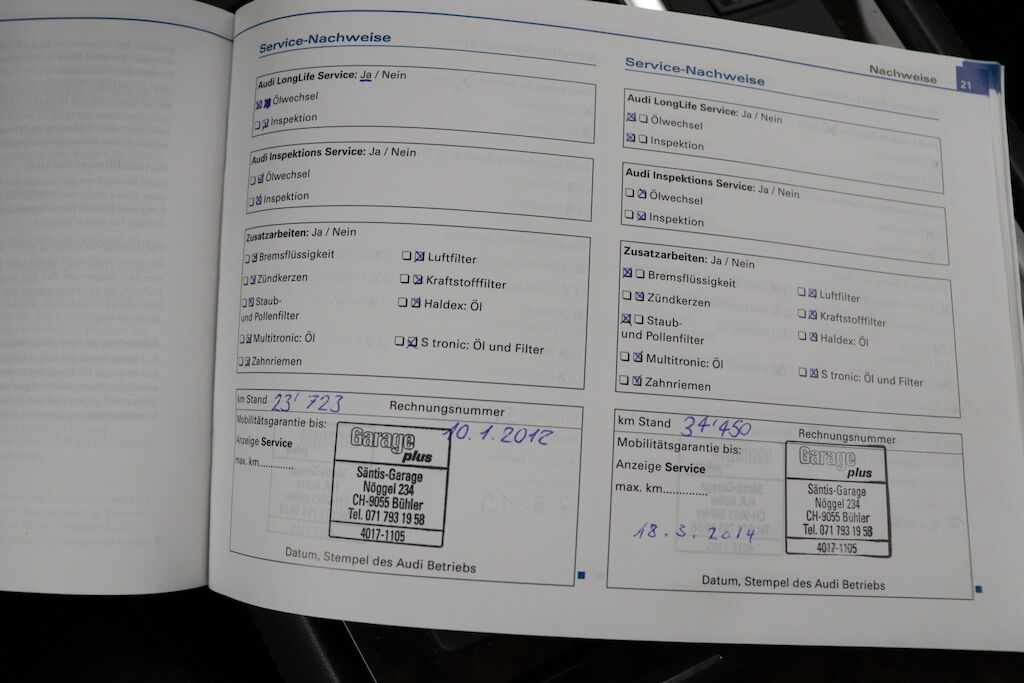 Service-Nachweise
Audi LongLife Service: Ja / Nein
Ölwechsel
Inspektion
Audi Inspektions Service: Ja / Nein
Ölwechsel
Inspektion
Zusatzarbeiten: Ja / Nein
Bremsflüssigkeit
Luftfilter
Zündkerzen
Kraftstofffilter
Staub-
und Pollenfilter
Haldex: Öl
Multitronic: Öl
S tronic: Öl und Filter
Zahnriemen
km Stand 23'723
Rechnungsnummer
Mobilitätsgarantie bis:
10.1.2012
Anzeige Service
max. km.............
Garage
plus
Säntis-Garage
Nöggel 234
CH-9055 Bühler
Tel. 071 793 19 58
4017-1105
Datum, Stempel des Audi Betriebs
Nachweise 21
Service-Nachweise
Audi LongLife Service: Ja / Nein
Ölwechsel
Inspektion
Audi Inspektions Service: Ja / Nein
Ölwechsel
Inspektion
Zusatzarbeiten: Ja / Nein
Bremsflüssigkeit
Luftfilter
Zündkerzen
Kraftstofffilter
Staub-
und Pollenfilter
Haldex: Öl
Multitronic: Öl
S tronic: Öl und Filter
Zahnriemen
km Stand 34'450
Rechnungsnummer
Mobilitätsgarantie bis:
Anzeige Service
max. km.............
18.3.2014
Garage
plus
Säntis-Garage
Nöggel 234
CH-9055 Bühler
Tel. 071 793 19 58
4017-1105
Datum, Stempel des Audi Betriebs